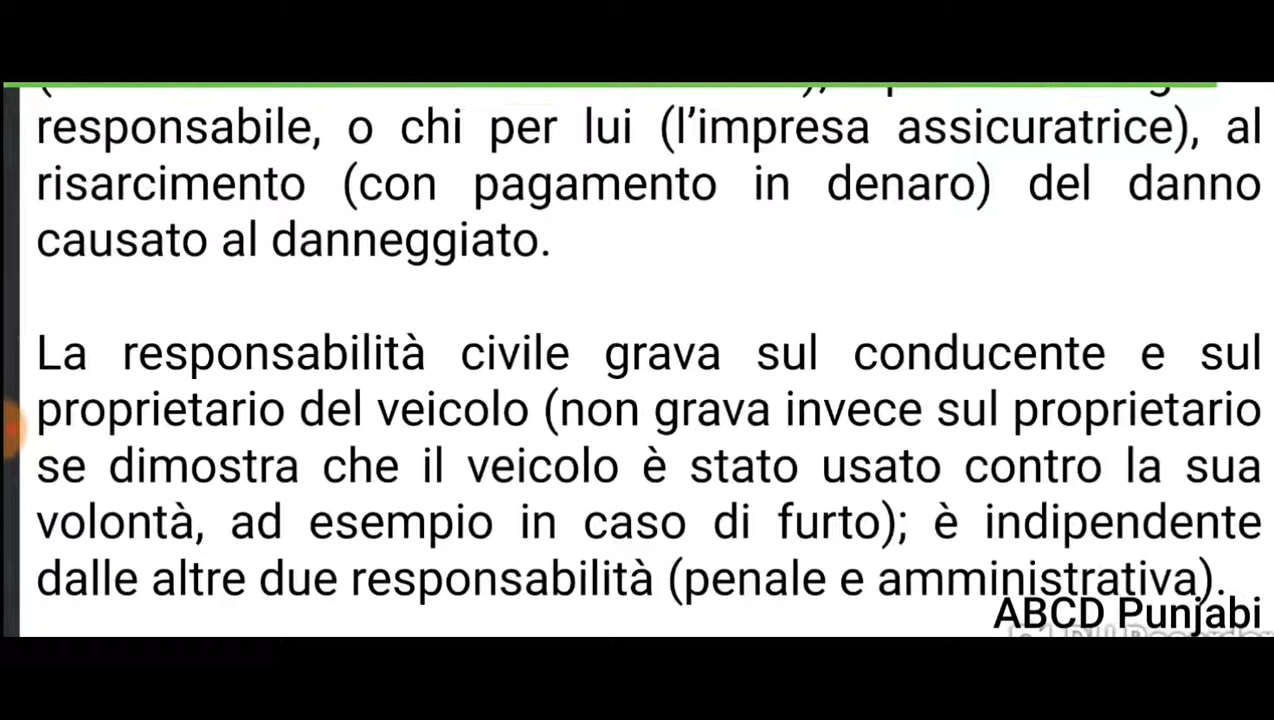 responsabile, o chi per lui (l'impresa assicuratrice), al
risarcimento (con pagamento in denaro) del danno
causato al danneggiato.
La responsabilità civile grava sul conducente e sul
proprietario del veicolo (non grava invece sul proprietario
se dimostra che il veicolo è stato usato contro la sua
volontà, ad esempio in caso di furto); è indipendente
dalle altre due responsabilità (penale e amministrativa).
ABCD Punjabi